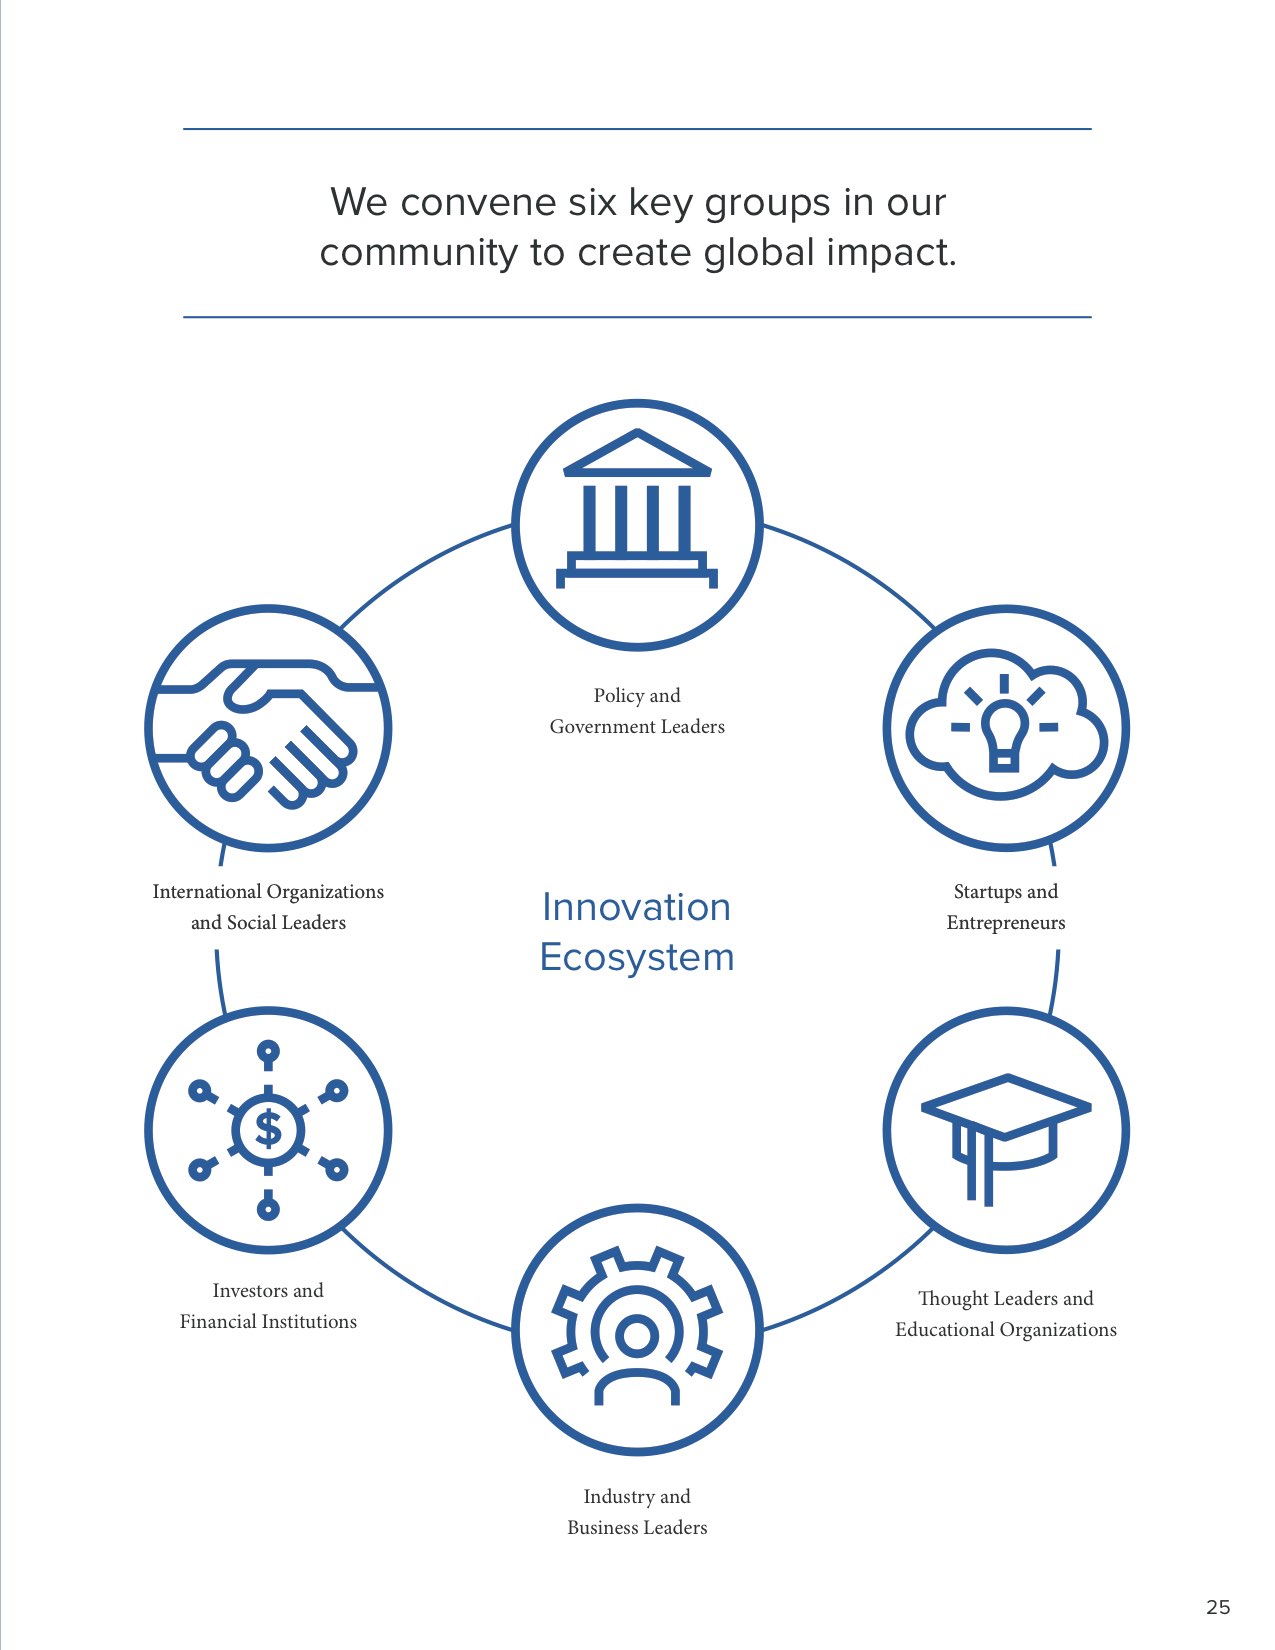 We convene six key groups in our
community to create global impact.
Policy and
Government Leaders
International Organizations
and Social Leaders
Startups and
Entrepreneurs
Innovation
Ecosystem
$
Investors and
Financial Institutions
Thought Leaders and
Educational Organizations
Industry and
Business Leaders
25